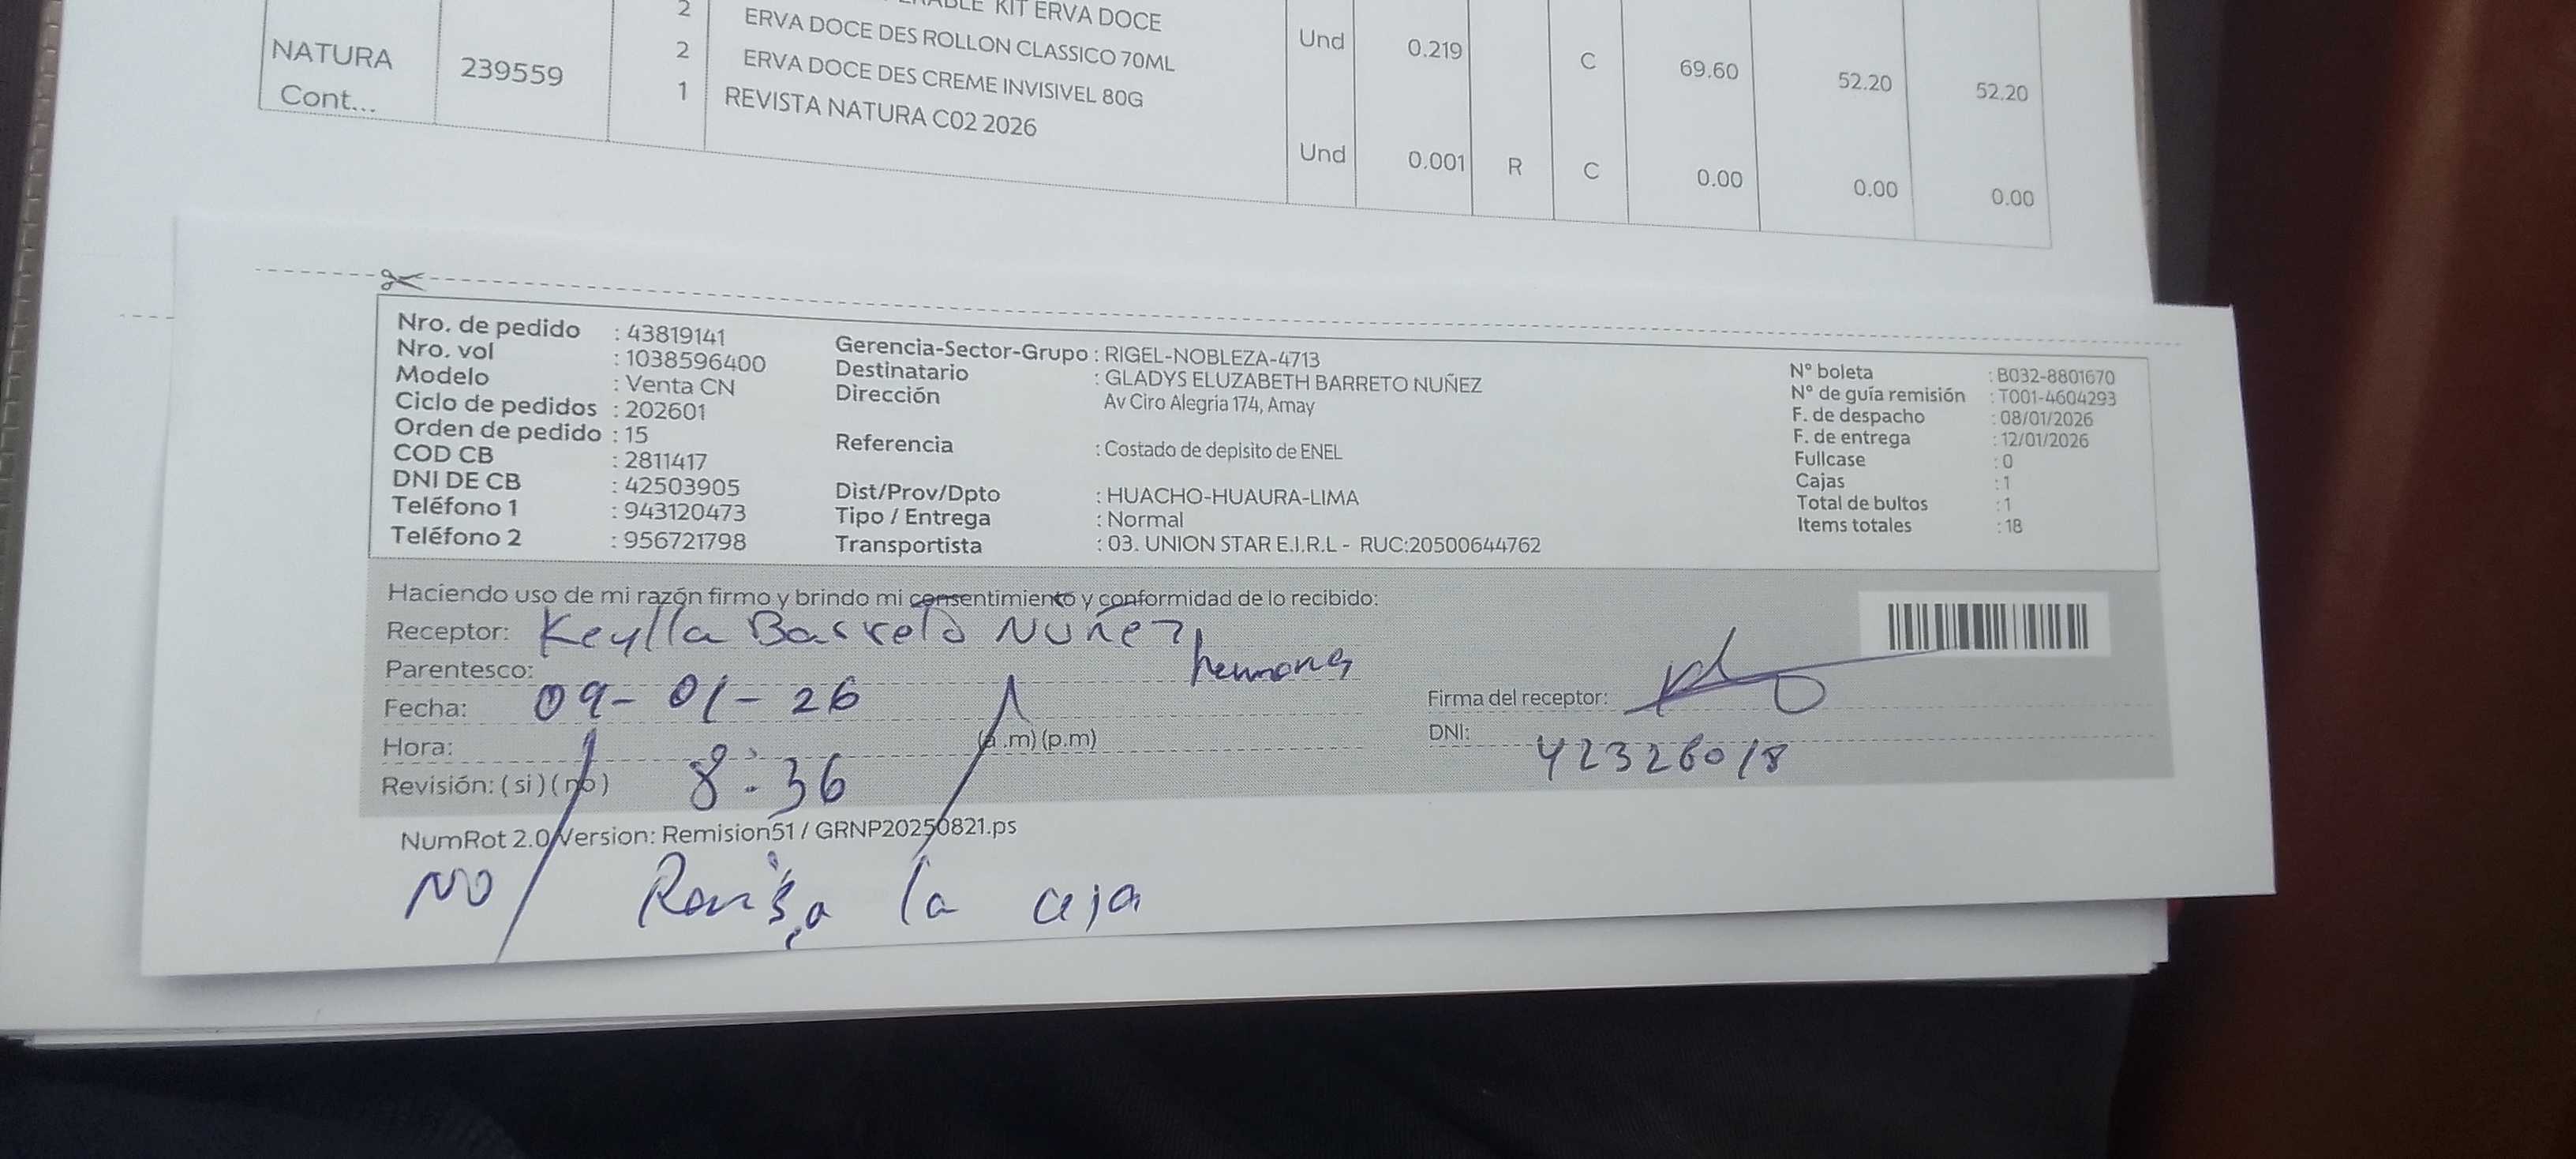 KIT ERVA DOCE
2 ERVA DOCE DES ROLLON CLASSICO 70ML Und 0.219 C 69.60 52.20 52.20
2 ERVA DOCE DES CREME INVISIVEL 80G
NATURA 239559 1 REVISTA NATURA C02 2026 Und 0.001 R C 0.00 0.00 0.00
Cont...
Nro. de pedido : 43819141
Nro. vol : 1038596400
Modelo : Venta CN
Ciclo de pedidos : 202601
Orden de pedido : 15
COD CB : 2811417
DNI DE CB : 42503905
Teléfono 1 : 943120473
Teléfono 2 : 956721798
Gerencia-Sector-Grupo : RIGEL-NOBLEZA-4713
Destinatario : GLADYS ELUZABETH BARRETO NUÑEZ
Dirección Av Ciro Alegria 174, Amay
Referencia : Costado de depisito de ENEL
Dist/Prov/Dpto : HUACHO-HUAURA-LIMA
Tipo / Entrega : Normal
Transportista : 03. UNION STAR E.I.R.L - RUC:20500644762
N° boleta : B032-8801670
N° de guía remisión : T001-4604293
F. de despacho : 08/01/2026
F. de entrega : 12/01/2026
Fullcase : 0
Cajas : 1
Total de bultos : 1
Items totales : 18
Haciendo uso de mi razón firmo y brindo mi consentimiento y conformidad de lo recibido:
Receptor: Keylla Barreto Nuñez
Parentesco: hermana
Fecha: 09-01-26
Hora: 8:36 (a.m) (p.m)
Revisión: (si) (no)
Firma del receptor:
DNI: 42326018
NumRot 2.0 Version: Remision51 / GRNP20250821.ps
NO Revisa la caja